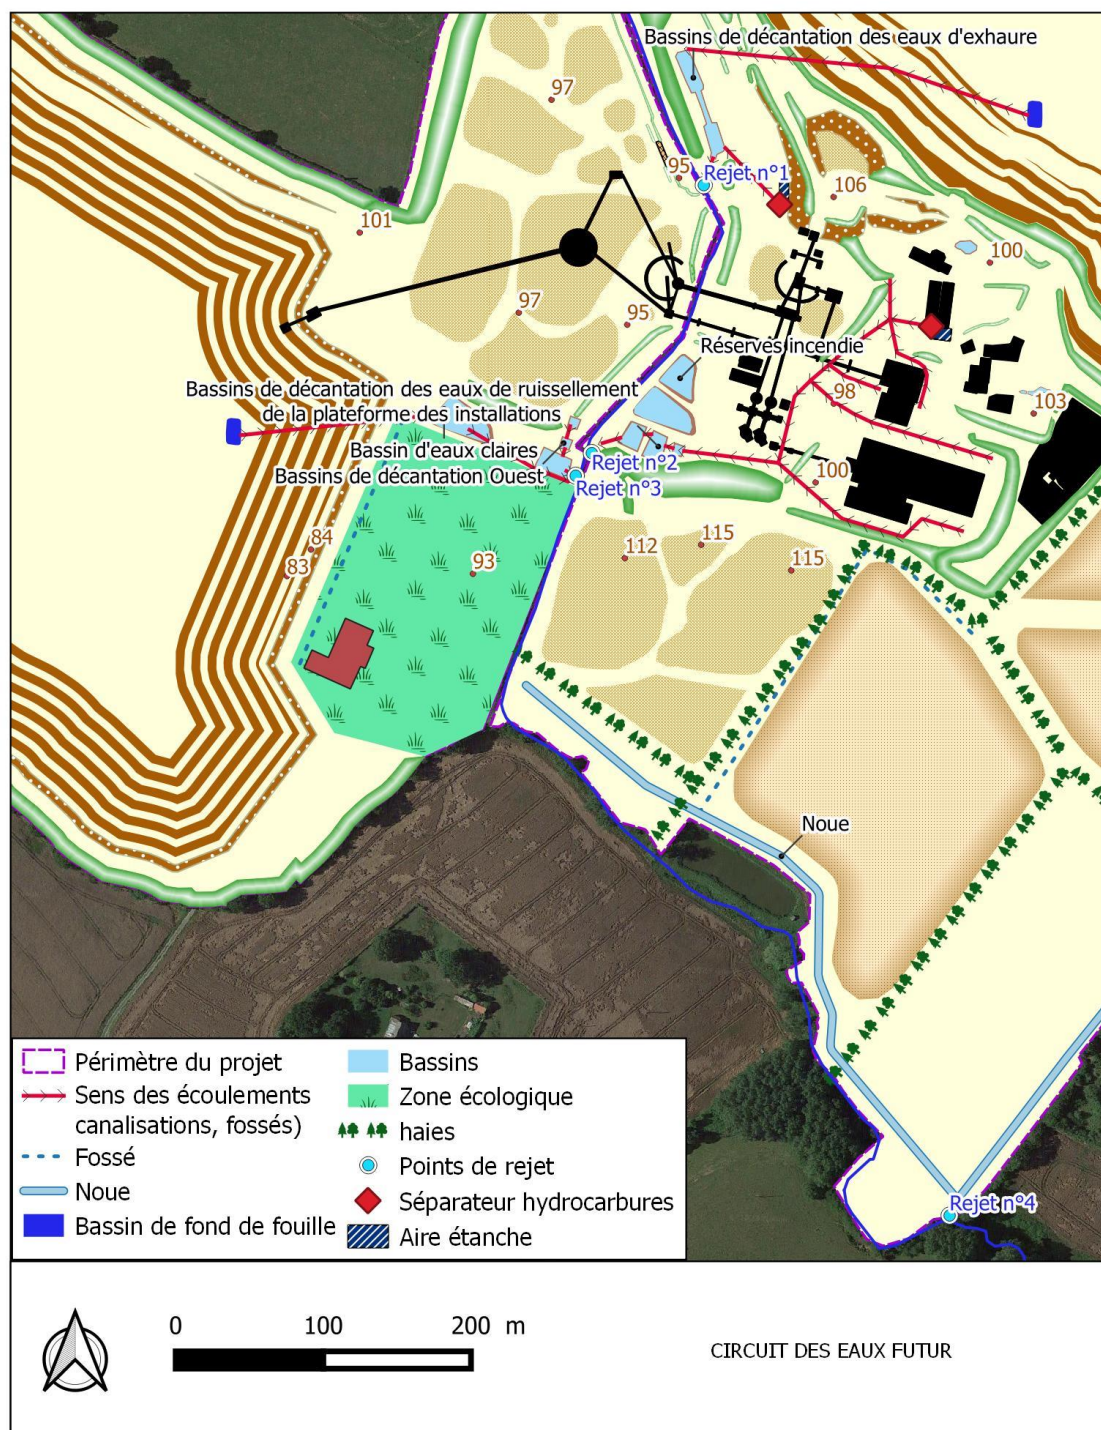 Bassins de décantation des eaux d'exhaure
97
95
Rejet n°1
106
101
100
97
95
Réserves incendie
Bassins de décantation des eaux de ruissellement
de la plateforme des installations
98
103
Bassin d'eaux claires
Rejet n°2
Bassins de décantation Ouest
Rejet n°3
100
84
83
93
112
115
115
Noue
Périmètre du projet
Sens des écoulements
canalisations, fossés)
Fossé
Noue
Bassin de fond de fouille
Bassins
Zone écologique
haies
Points de rejet
Séparateur hydrocarbures
Aire étanche
Rejet n°4
0 100 200 m
CIRCUIT DES EAUX FUTUR